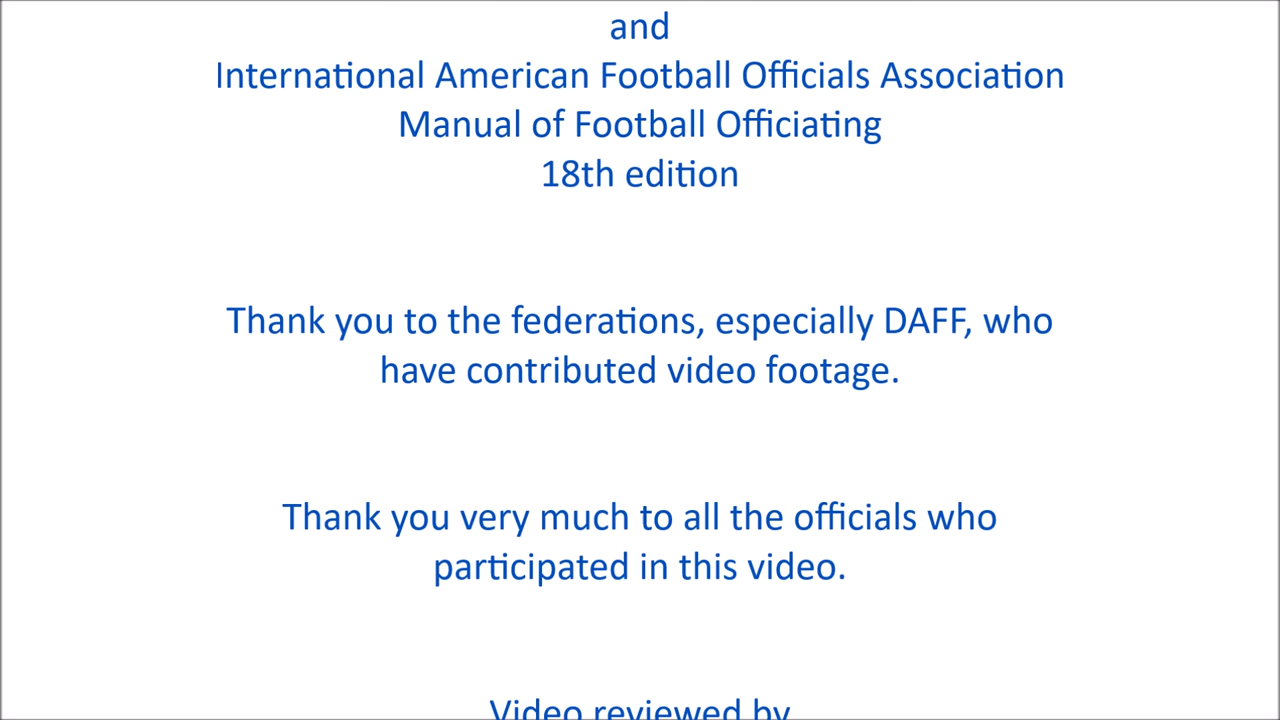 and
International American Football Officials Association
Manual of Football Officiating
18th edition
Thank you to the federations, especially DAFF, who
have contributed video footage.
Thank you very much to all the officials who
participated in this video.
Video reviewed by